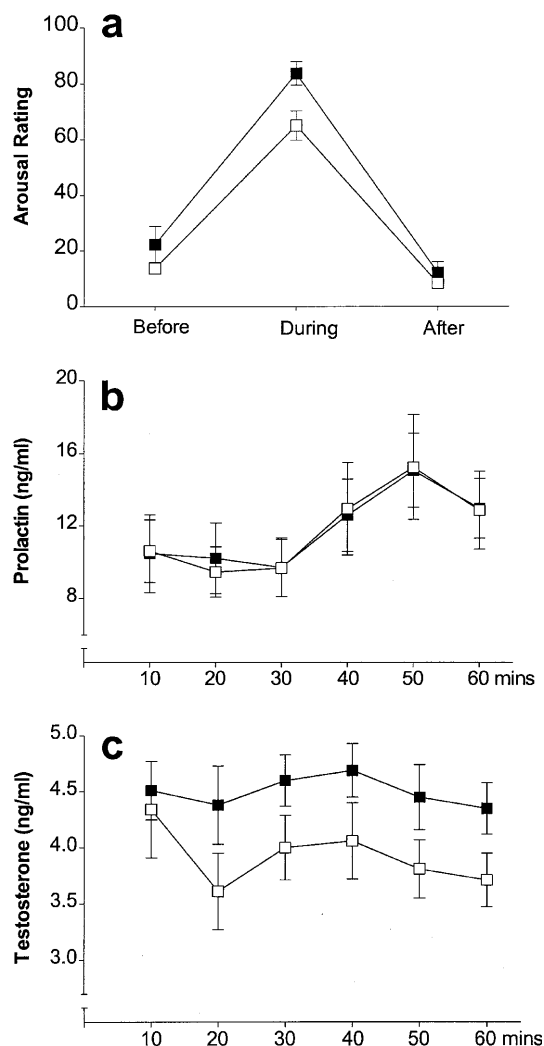 a
100
80
60
40
20
0
Arousal Rating
Before During After
b
20
16
12
8
Prolactin (ng/ml)
10 20 30 40 50 60 mins
c
5.0
4.5
4.0
3.5
3.0
Testosterone (ng/ml)
10 20 30 40 50 60 mins